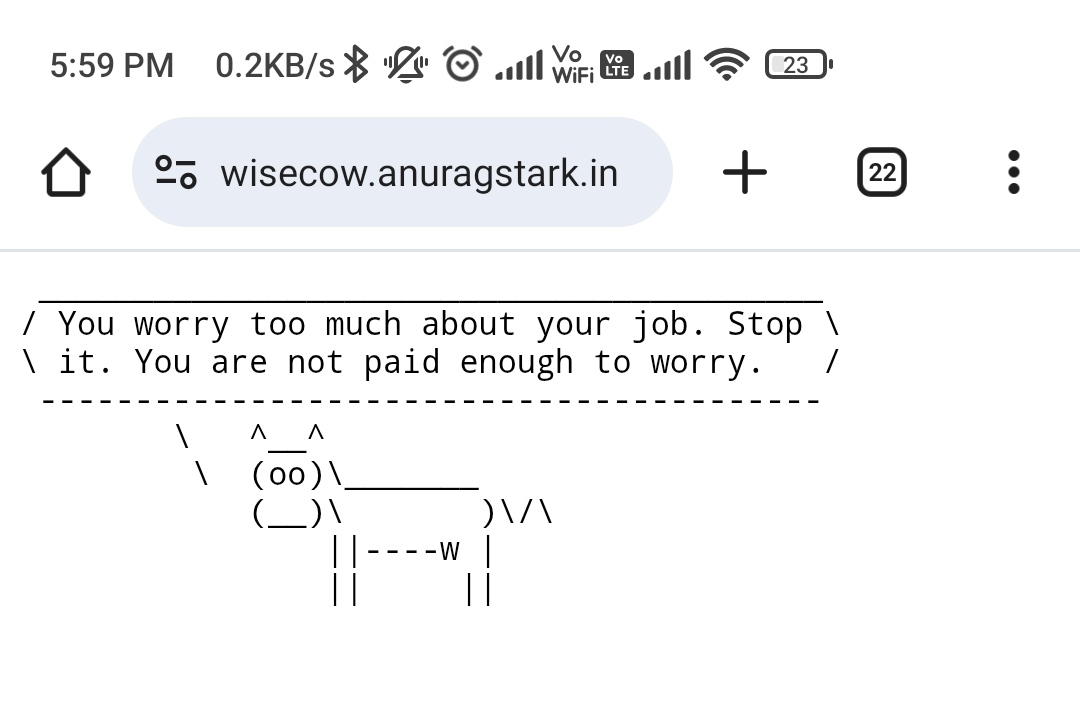 5:59 PM 0.2KB/s Vo WiFi Vo LTE 23
wisecow.anuragstark.in 22
 _________________________________________
/ You worry too much about your job. Stop \
\ it. You are not paid enough to worry.   /
 -----------------------------------------
        \   ^__^
         \  (oo)\_______
            (__)\       )\/\
                ||----w |
                ||     ||